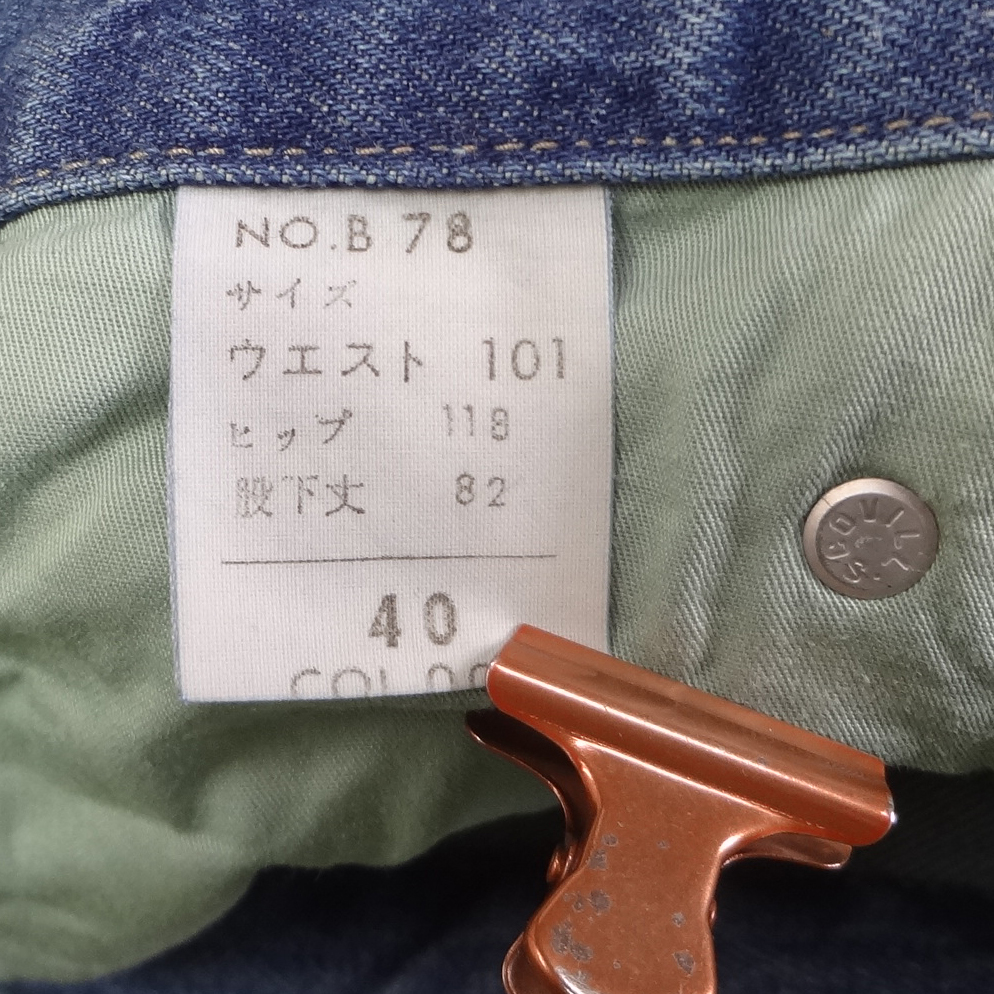 NO.B 78
サイズ
ウエスト 101
ヒップ 118
股下丈 82
40
SCOVILL